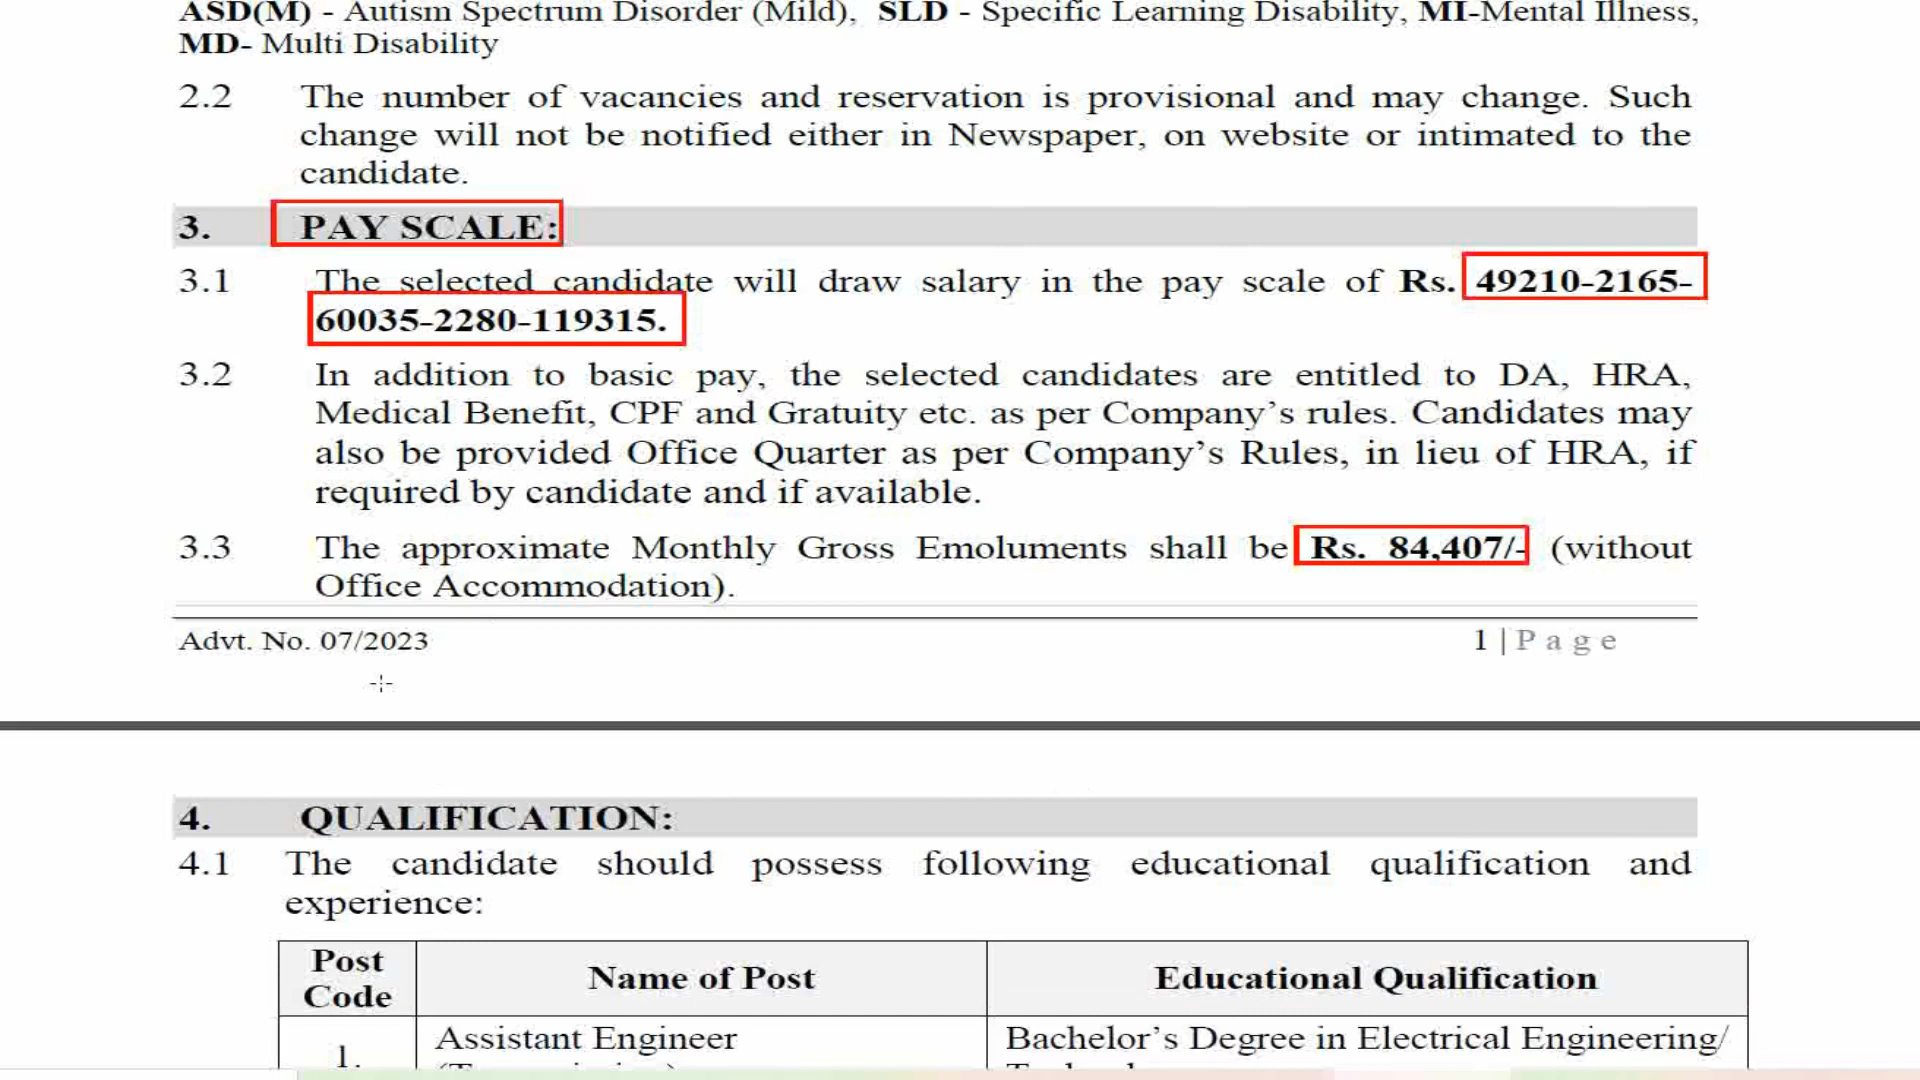 ASD(M) - Autism Spectrum Disorder (Mild), SLD - Specific Learning Disability, MI-Mental Illness,
MD- Multi Disability
2.2 The number of vacancies and reservation is provisional and may change. Such
change will not be notified either in Newspaper, on website or intimated to the
candidate.
3. PAY SCALE:
3.1 The selected candidate will draw salary in the pay scale of Rs. 49210-2165-
60035-2280-119315.
3.2 In addition to basic pay, the selected candidates are entitled to DA, HRA,
Medical Benefit, CPF and Gratuity etc. as per Company’s rules. Candidates may
also be provided Office Quarter as per Company’s Rules, in lieu of HRA, if
required by candidate and if available.
3.3 The approximate Monthly Gross Emoluments shall be Rs. 84,407/- (without
Office Accommodation).
Advt. No. 07/2023 1 | P a g e
4. QUALIFICATION:
4.1 The candidate should possess following educational qualification and
experience:
Post
Code
Name of Post
Educational Qualification
1.
Assistant Engineer
Bachelor’s Degree in Electrical Engineering/